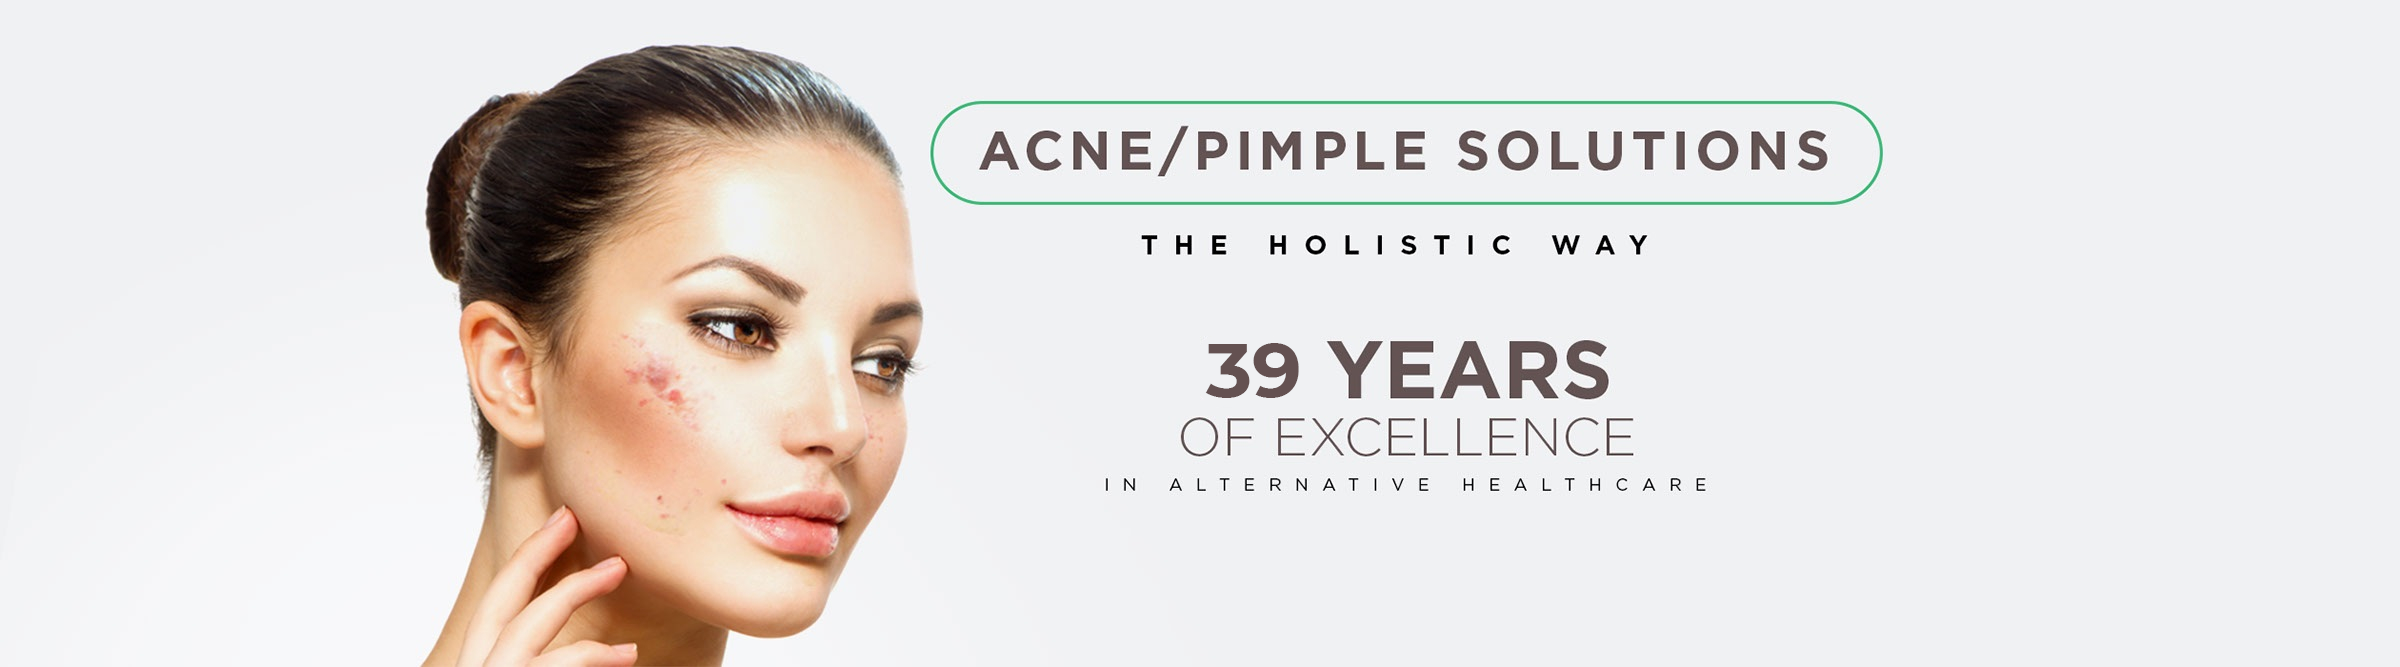 ACNE/PIMPLE SOLUTIONS
THE HOLISTIC WAY
39 YEARS
OF EXCELLENCE
IN ALTERNATIVE HEALTHCARE